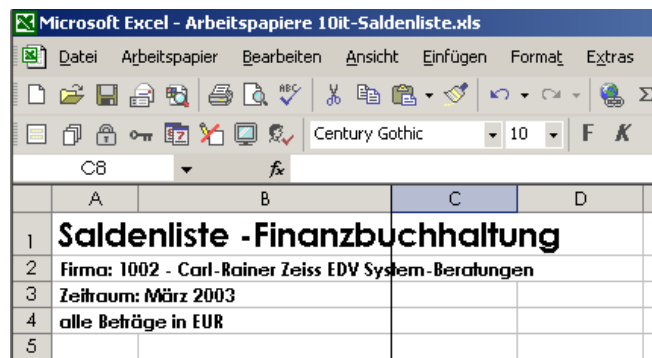 Microsoft Excel - Arbeitspapiere 10it-Saldenliste.xls
Datei Arbeitspapier Bearbeiten Ansicht Einfügen Format Extras
ABC Σ
7 Century Gothic 10 F K
C8 fx
A B C D
1 Saldenliste -Finanzbuchhaltung
2 Firma: 1002 - Carl-Rainer Zeiss EDV System-Beratungen
3 Zeitraum: März 2003
4 alle Beträge in EUR
5